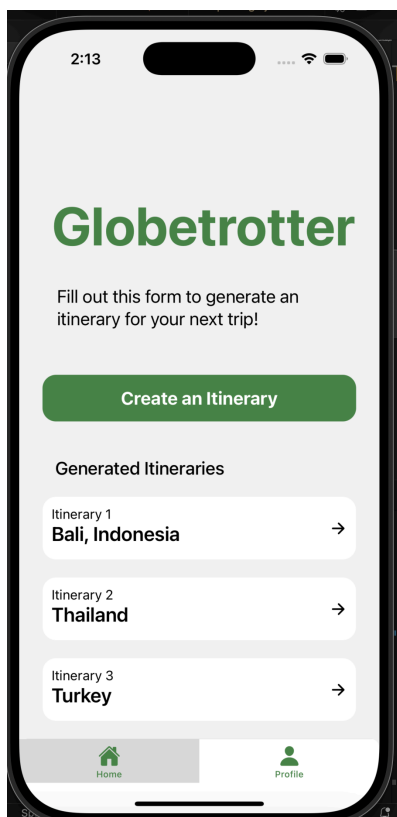 2:13
Globetrotter
Fill out this form to generate an
itinerary for your next trip!
Create an Itinerary
Generated Itineraries
Itinerary 1
Bali, Indonesia
Itinerary 2
Thailand
Itinerary 3
Turkey
Home
Profile